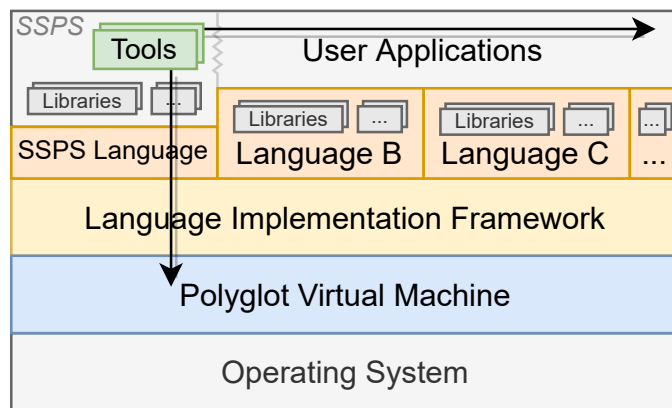 SSPS
Tools
User Applications
Libraries
...
Libraries
...
Libraries
...
...
SSPS Language
Language B
Language C
...
Language Implementation Framework
Polyglot Virtual Machine
Operating System